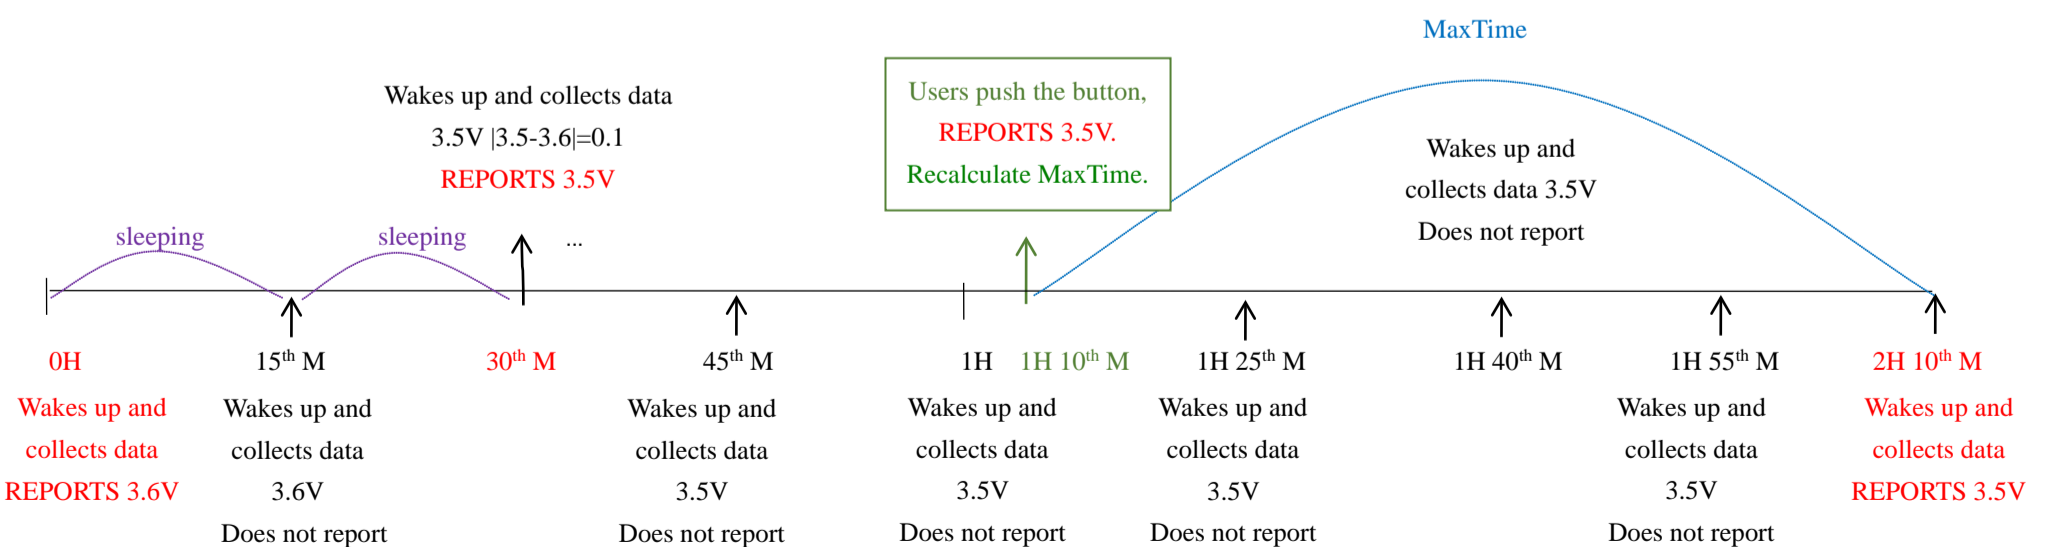 MaxTime
Wakes up and collects data
3.5V |3.5-3.6|=0.1
REPORTS 3.5V
Users push the button,
REPORTS 3.5V.
Recalculate MaxTime.
Wakes up and
collects data 3.5V
Does not report
sleeping
sleeping
...
0H
Wakes up and
collects data
REPORTS 3.6V
15th M
Wakes up and
collects data
3.6V
Does not report
30th M
45th M
Wakes up and
collects data
3.5V
Does not report
1H
Wakes up and
collects data
3.5V
Does not report
1H 10th M
1H 25th M
Wakes up and
collects data
3.5V
Does not report
1H 40th M
1H 55th M
Wakes up and
collects data
3.5V
Does not report
2H 10th M
Wakes up and
collects data
REPORTS 3.5V